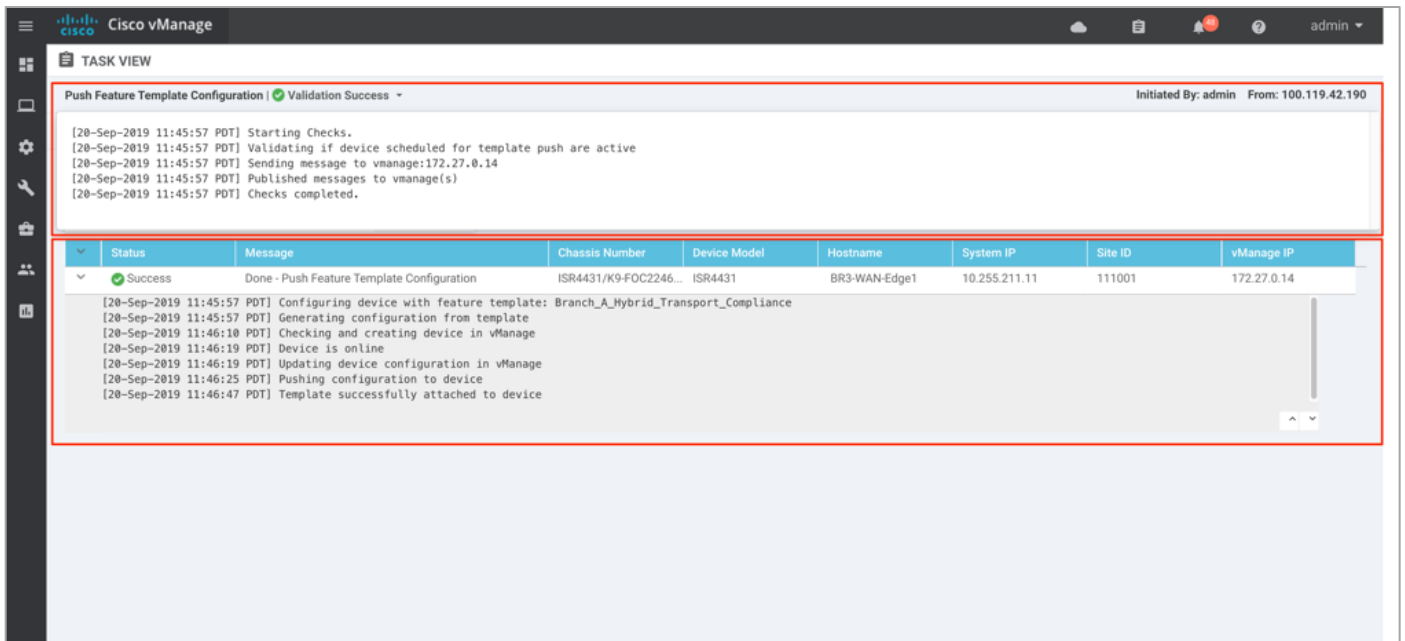 cisco Cisco vManage 48 admin
TASK VIEW
Push Feature Template Configuration | Validation Success Initiated By: admin From: 100.119.42.190
[20-Sep-2019 11:45:57 PDT] Starting Checks.
[20-Sep-2019 11:45:57 PDT] Validating if device scheduled for template push are active
[20-Sep-2019 11:45:57 PDT] Sending message to vmanage:172.27.0.14
[20-Sep-2019 11:45:57 PDT] Published messages to vmanage(s)
[20-Sep-2019 11:45:57 PDT] Checks completed.
Status Message Chassis Number Device Model Hostname System IP Site ID vManage IP
Success Done - Push Feature Template Configuration ISR4431/K9-FOC2246... ISR4431 BR3-WAN-Edge1 10.255.211.11 111001 172.27.0.14
[20-Sep-2019 11:45:57 PDT] Configuring device with feature template: Branch_A_Hybrid_Transport_Compliance
[20-Sep-2019 11:45:57 PDT] Generating configuration from template
[20-Sep-2019 11:46:10 PDT] Checking and creating device in vManage
[20-Sep-2019 11:46:19 PDT] Device is online
[20-Sep-2019 11:46:19 PDT] Updating device configuration in vManage
[20-Sep-2019 11:46:25 PDT] Pushing configuration to device
[20-Sep-2019 11:46:47 PDT] Template successfully attached to device